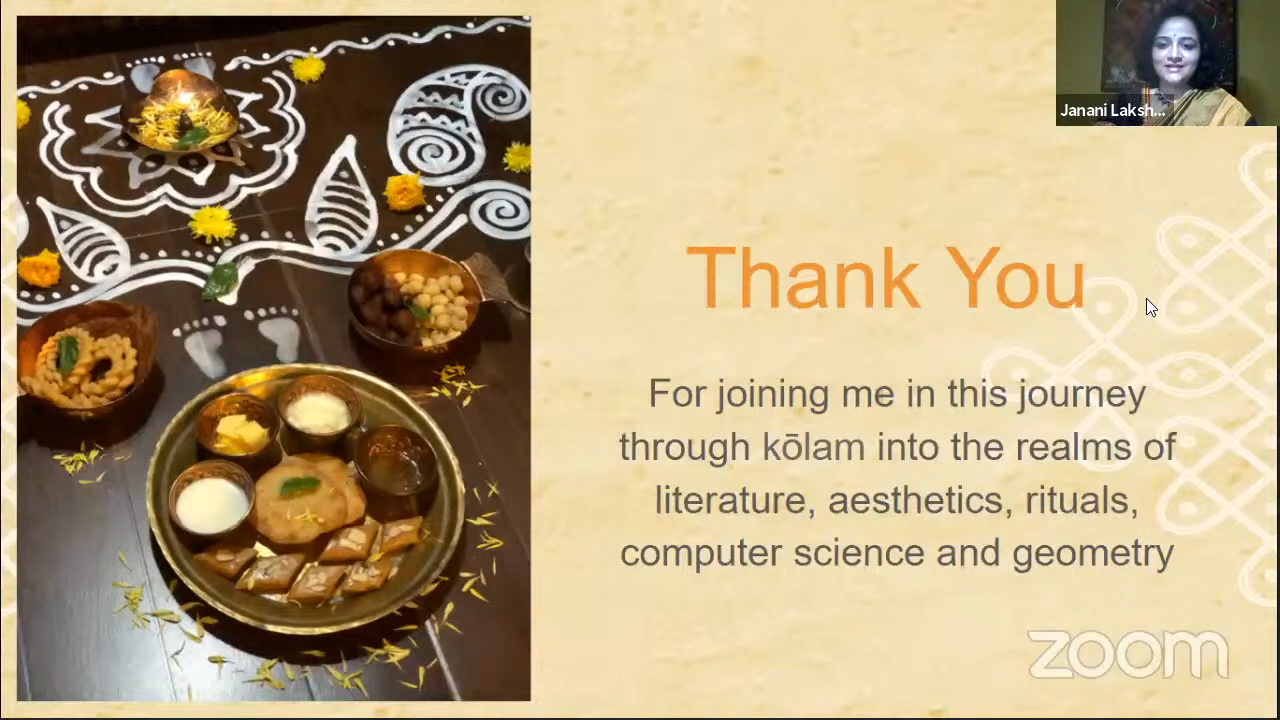 Janani Laksh...
Thank You
For joining me in this journey
through kōlam into the realms of
literature, aesthetics, rituals,
computer science and geometry
zoom